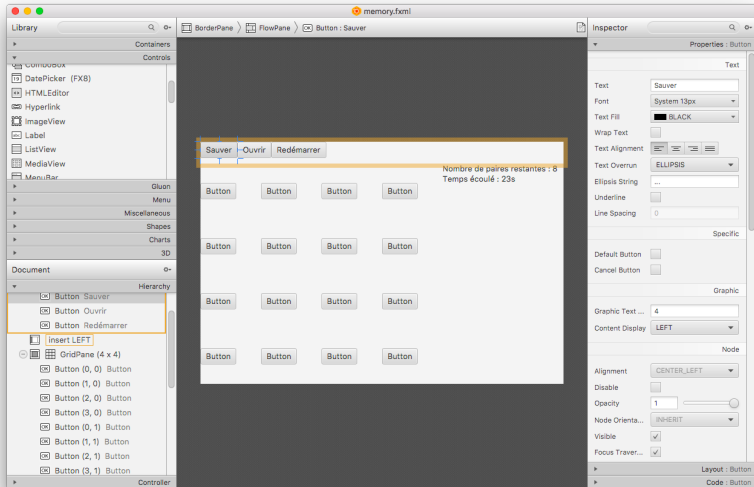 memory.fxml
Library
BorderPane
FlowPane
Button : Sauver
Inspector
Containers
Controls
ComboBox
DatePicker (FX8)
HTMLEditor
Hyperlink
ImageView
Label
ListView
MediaView
MenuBar
Gluon
Menu
Miscellaneous
Shapes
Charts
3D
Document
Hierarchy
Button Sauver
Button Ouvrir
Button Redémarrer
insert LEFT
GridPane (4 x 4)
Button (0, 0) Button
Button (1, 0) Button
Button (2, 0) Button
Button (3, 0) Button
Button (0, 1) Button
Button (1, 1) Button
Button (2, 1) Button
Button (3, 1) Button
Controller
Sauver Ouvrir Redémarrer
Nombre de paires restantes : 8
Temps écoulé : 23s
Button Button Button Button
Button Button Button Button
Button Button Button Button
Button Button Button Button
Properties : Button
Text
Text Sauver
Font System 13px
Text Fill BLACK
Wrap Text
Text Alignment
Text Overrun ELLIPSIS
Ellipsis String ...
Underline
Line Spacing 0
Specific
Default Button
Cancel Button
Graphic
Graphic Text ... 4
Content Display LEFT
Node
Alignment CENTER_LEFT
Disable
Opacity 1
Node Orienta... INHERIT
Visible
Focus Traver...
Layout : Button
Code : Button